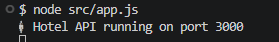 $ node src/app.js
Hotel API running on port 3000